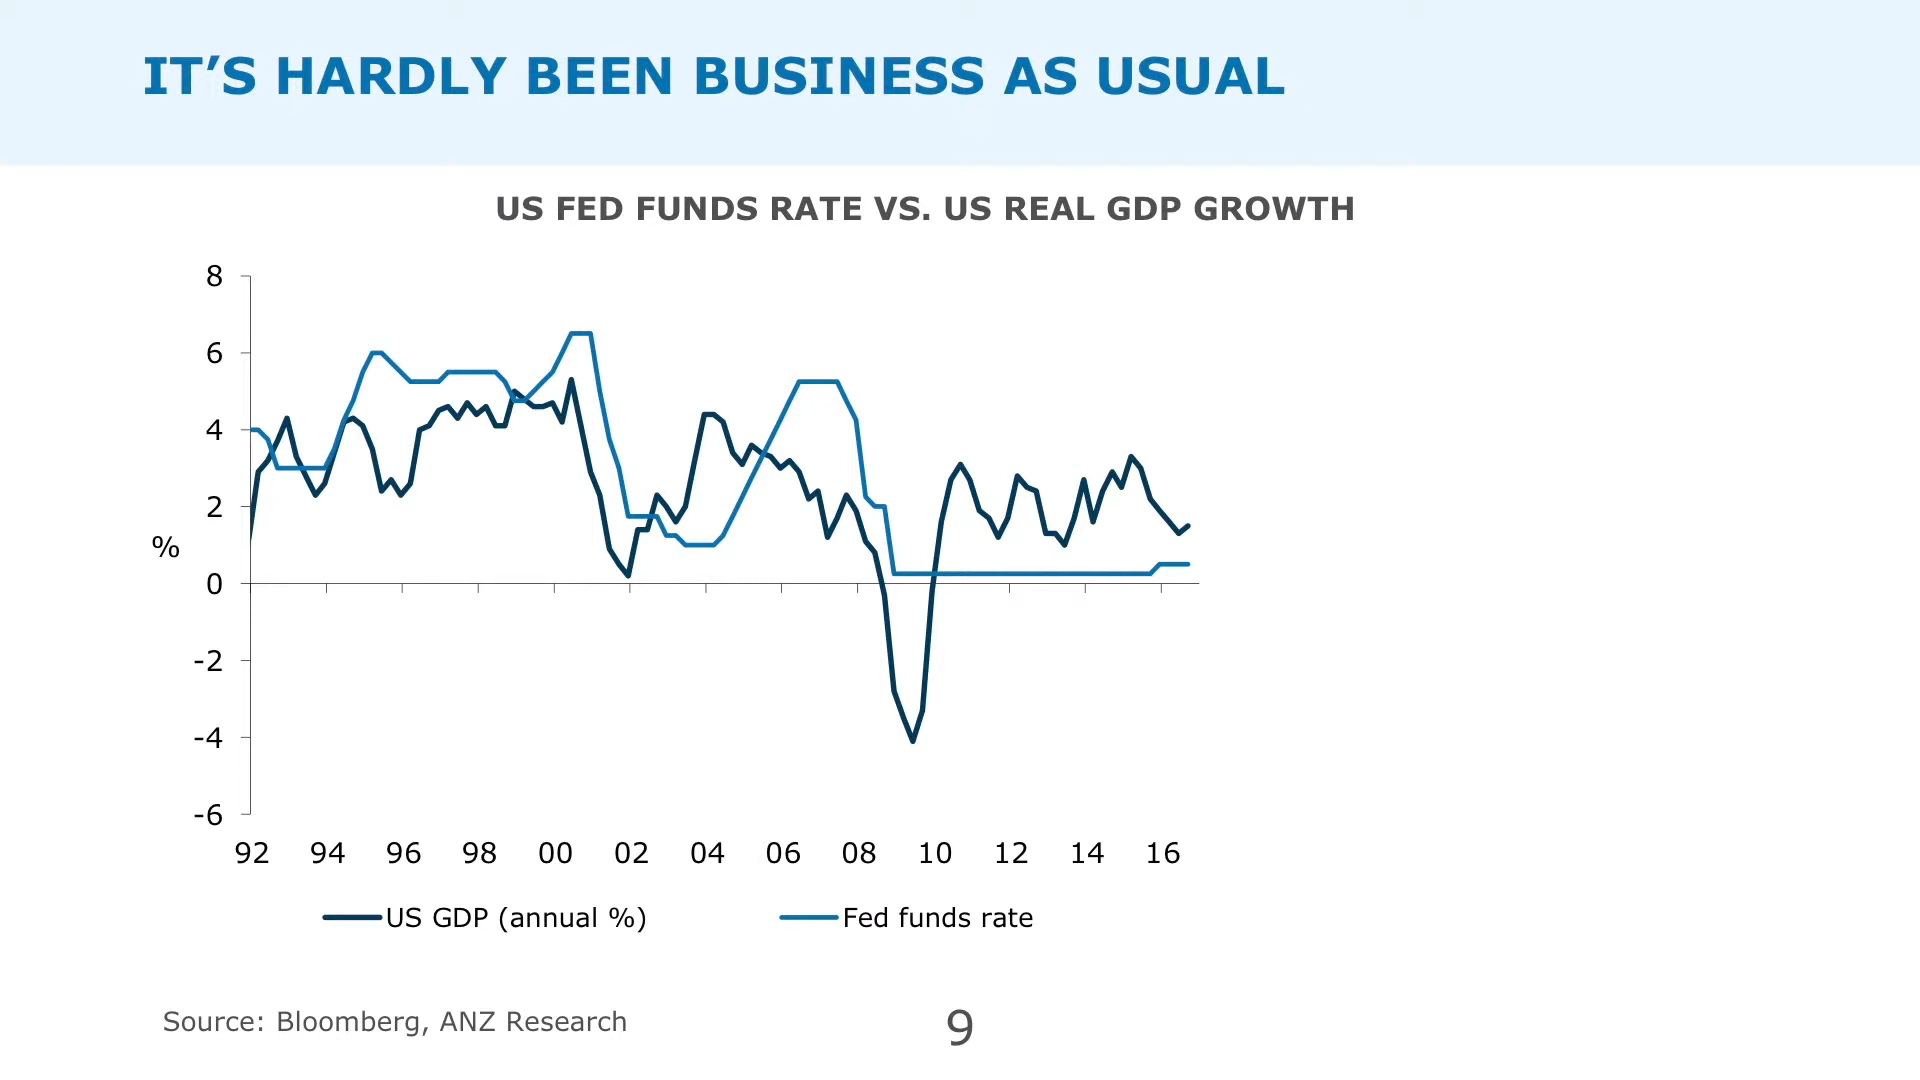 IT’S HARDLY BEEN BUSINESS AS USUAL
US FED FUNDS RATE VS. US REAL GDP GROWTH
8
6
4
2
%
0
-2
-4
-6
92 94 96 98 00 02 04 06 08 10 12 14 16
US GDP (annual %) Fed funds rate
Source: Bloomberg, ANZ Research 9